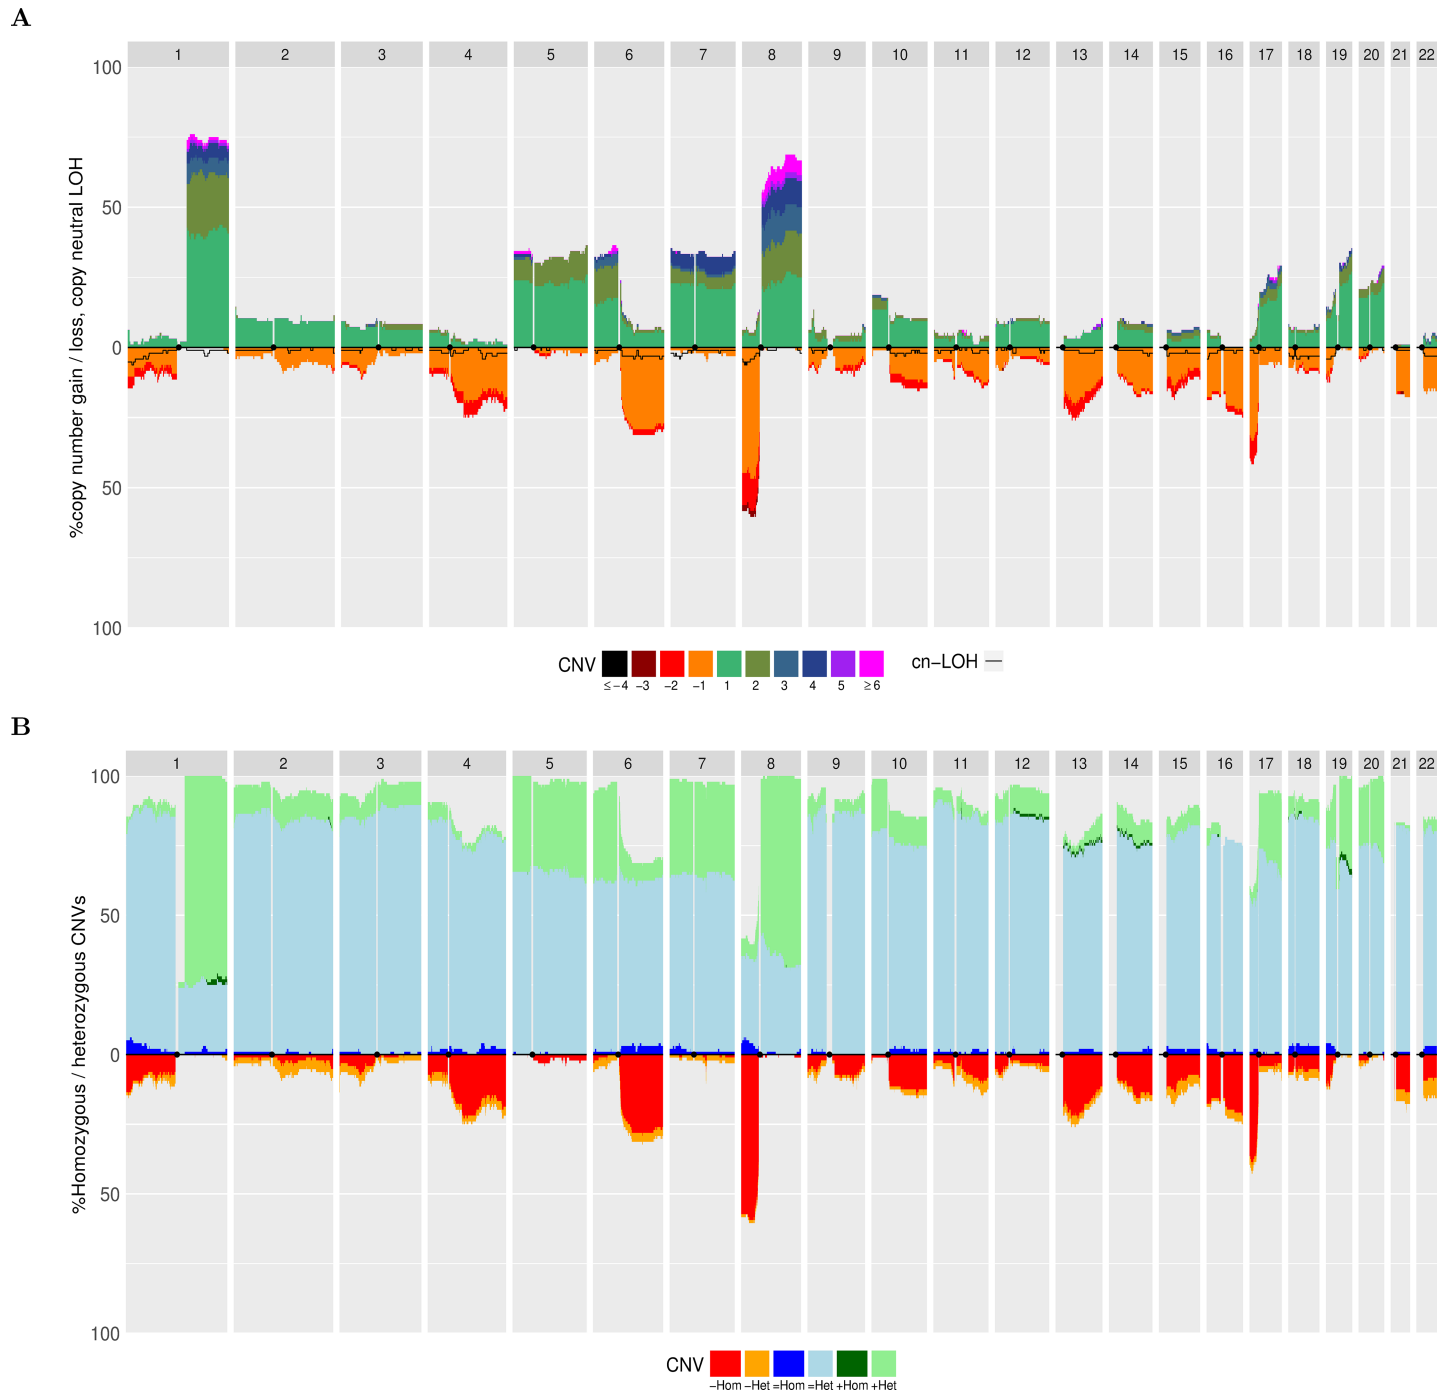 A
1 2 3 4 5 6 7 8 9 10 11 12 13 14 15 16 17 18 19 20 21 22
100
50
0
50
100
%copy number gain / loss, copy neutral LOH
CNV
≤−4 −3 −2 −1 1 2 3 4 5 ≥6
cn−LOH
B
1 2 3 4 5 6 7 8 9 10 11 12 13 14 15 16 17 18 19 20 21 22
100
50
0
50
100
%Homozygous / heterozygous CNVs
CNV
−Hom −Het =Hom =Het +Hom +Het